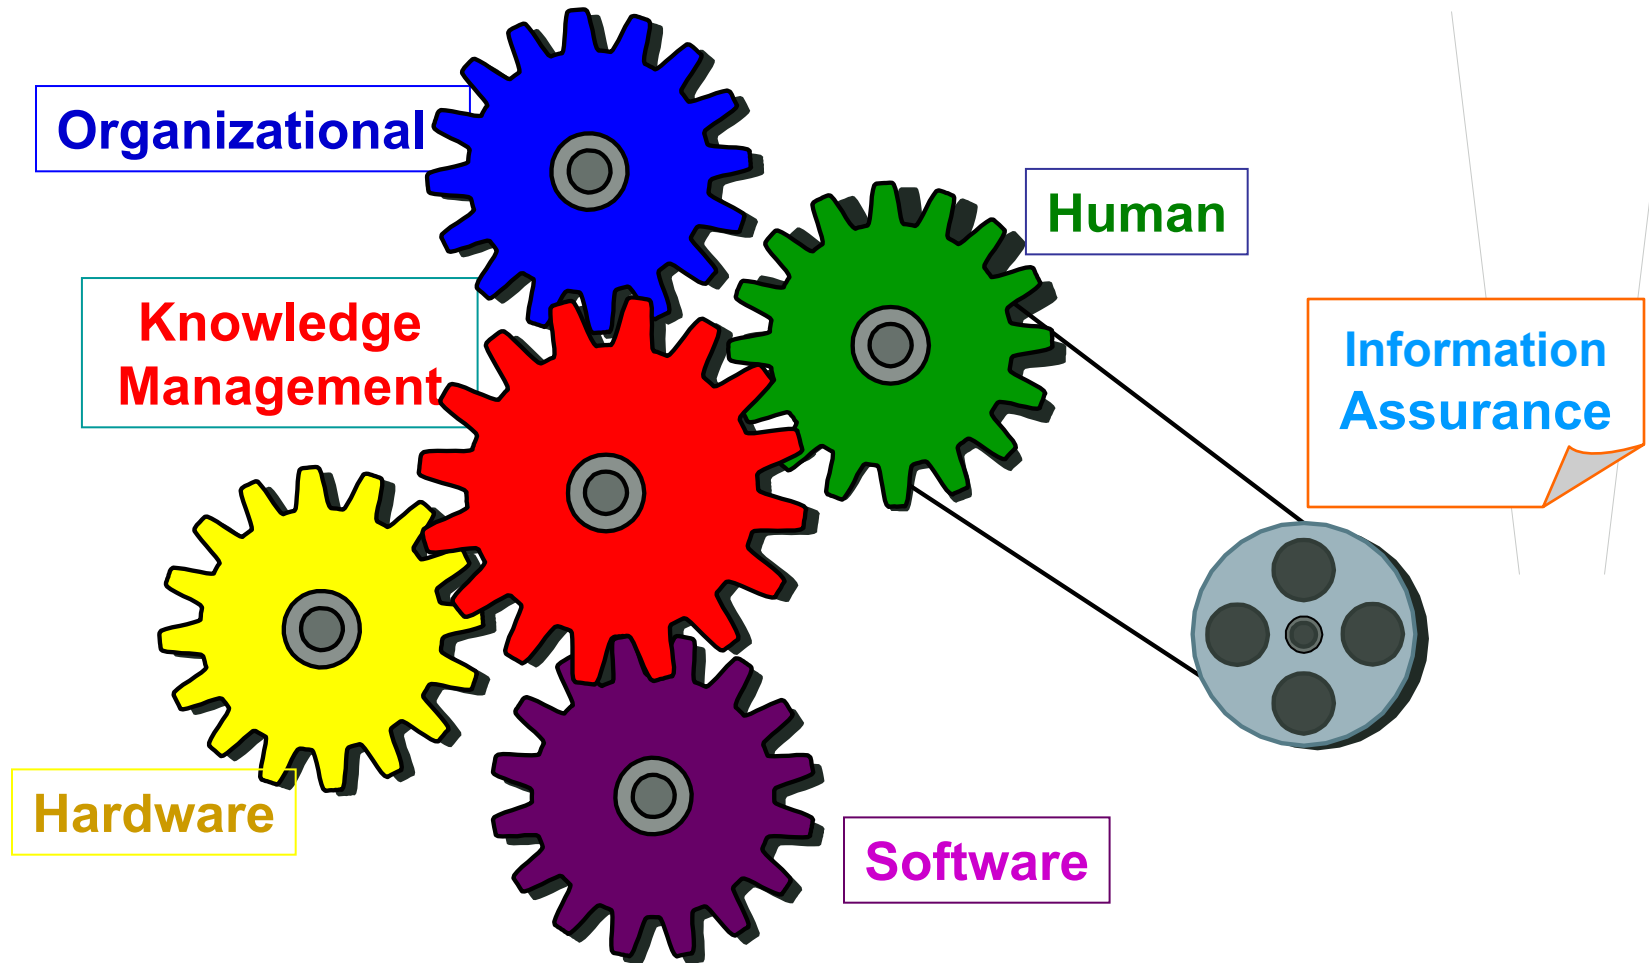 Organizational
Human
Knowledge
Management
Information
Assurance
Hardware
Software